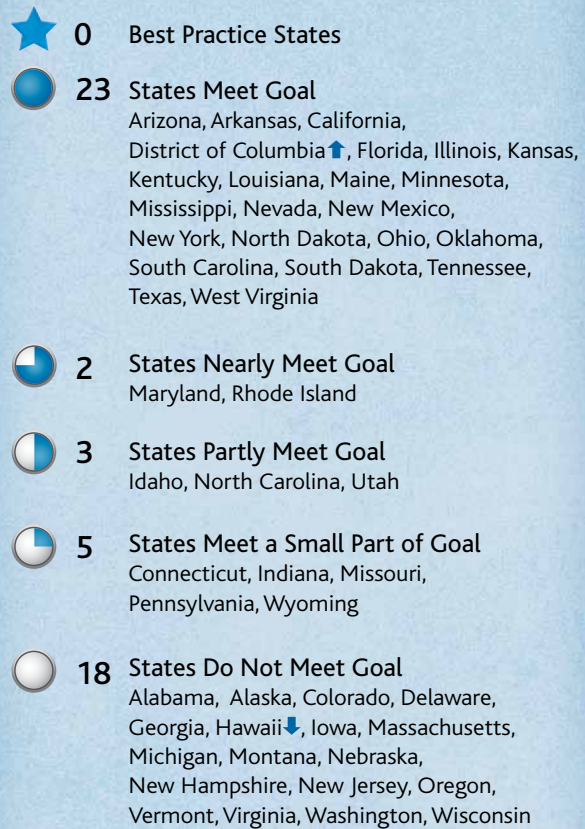 0 Best Practice States
23 States Meet Goal
Arizona, Arkansas, California,
District of Columbia⬆, Florida, Illinois, Kansas,
Kentucky, Louisiana, Maine, Minnesota,
Mississippi, Nevada, New Mexico,
New York, North Dakota, Ohio, Oklahoma,
South Carolina, South Dakota, Tennessee,
Texas, West Virginia
2 States Nearly Meet Goal
Maryland, Rhode Island
3 States Partly Meet Goal
Idaho, North Carolina, Utah
5 States Meet a Small Part of Goal
Connecticut, Indiana, Missouri,
Pennsylvania, Wyoming
18 States Do Not Meet Goal
Alabama, Alaska, Colorado, Delaware,
Georgia, Hawaii⬇, Iowa, Massachusetts,
Michigan, Montana, Nebraska,
New Hampshire, New Jersey, Oregon,
Vermont, Virginia, Washington, Wisconsin